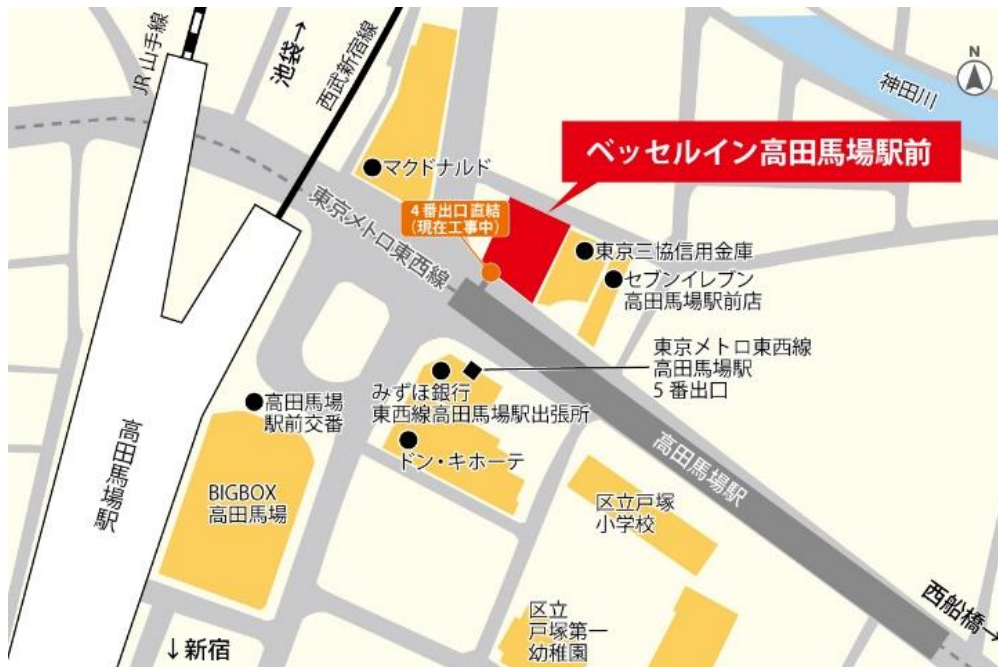 JR山手線
池袋→
西武新宿線
N
神田川
ベッセルイン高田馬場駅前
マクドナルド
4番出口直結
(現在工事中)
東京メトロ東西線
東京三協信用金庫
セブンイレブン
高田馬場駅前店
東京メトロ東西線
高田馬場駅
5番出口
みずほ銀行
東西線高田馬場駅出張所
高田馬場
駅前交番
ドン・キホーテ
高田馬場駅
高田馬場駅
BIGBOX
高田馬場
区立戸塚
小学校
区立
戸塚第一
幼稚園
西船橋→
↓新宿